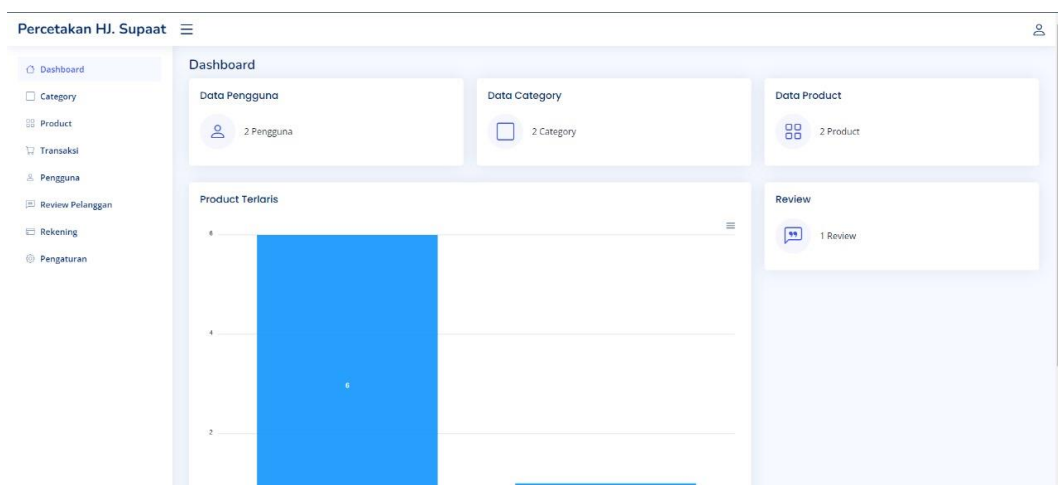 Percetakan HJ. Supaat
Dashboard
Category
Product
Transaksi
Pengguna
Review Pelanggan
Rekening
Pengaturan
Dashboard
Data Pengguna
2 Pengguna
Data Category
2 Category
Data Product
2 Product
Product Terlaris
6
4
2
6
Review
1 Review